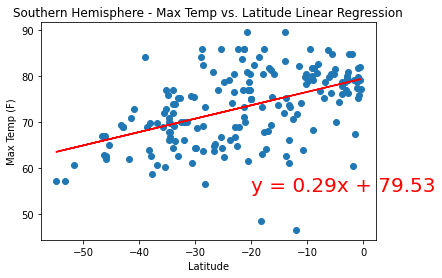 Southern Hemisphere - Max Temp vs. Latitude Linear Regression
90
80
70
60
50
Max Temp (F)
y = 0.29x + 79.53
−50
−40
−30
−20
−10
0
Latitude